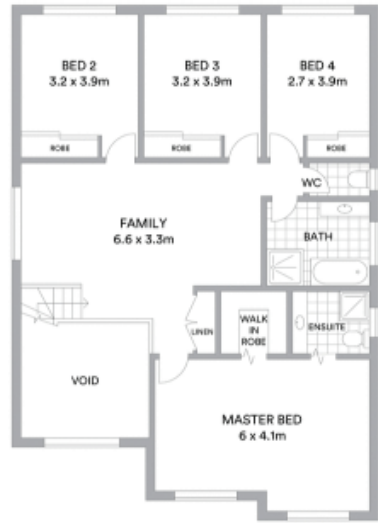 BED 2
3.2 x 3.9m
BED 3
3.2 x 3.9m
BED 4
2.7 x 3.9m
ROBE
ROBE
ROBE
WC
FAMILY
6.6 x 3.3m
BATH
LINEN
WALK
IN
ROBE
ENSUITE
VOID
MASTER BED
6 x 4.1m